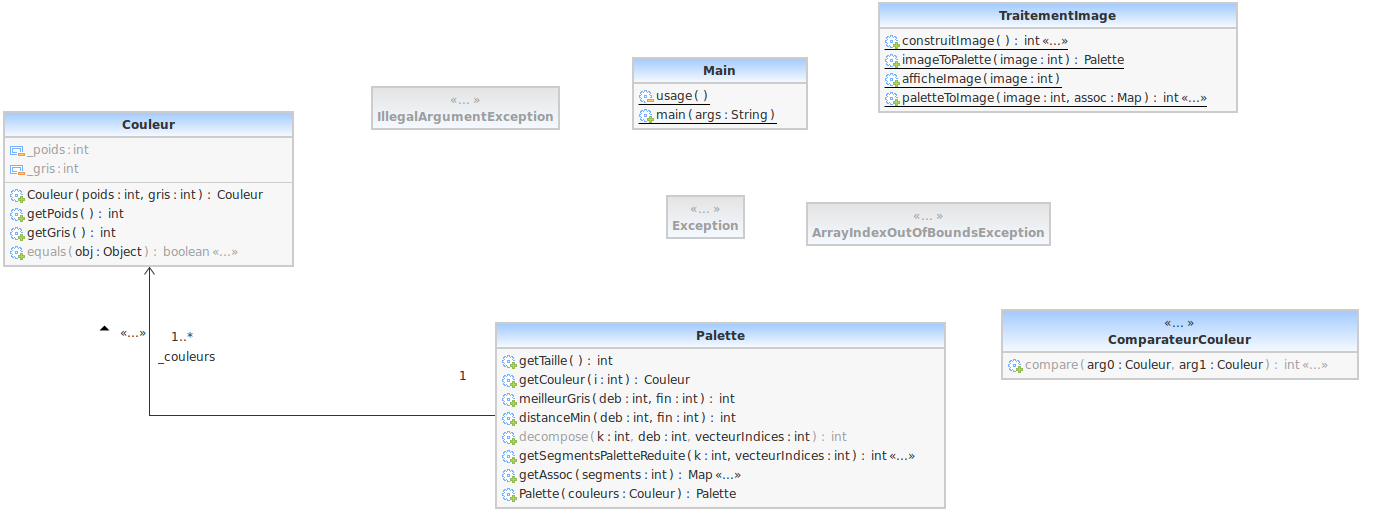 TraitementImage
construitImage( ) : int «...»
imageToPalette(image : int) : Palette
afficheImage(image : int)
paletteToImage(image : int, assoc : Map) : int «...»
Main
usage( )
main(args : String)
«... »
IllegalArgumentException
Couleur
_poids : int
_gris : int
Couleur(poids : int, gris : int) : Couleur
getPoids( ) : int
getGris( ) : int
equals(obj : Object) : boolean «...»
«... »
Exception
«... »
ArrayIndexOutOfBoundsException
«...»
1..*
_couleurs
1
Palette
getTaille( ) : int
getCouleur(i : int) : Couleur
meilleurGris(deb : int, fin : int) : int
distanceMin(deb : int, fin : int) : int
decompose(k : int, deb : int, vecteurIndices : int) : int
getSegmentsPaletteReduite(k : int, vecteurIndices : int) : int «...»
getAssoc(segments : int) : Map «...»
Palette(couleurs : Couleur) : Palette
«... »
ComparateurCouleur
compare(arg0 : Couleur, arg1 : Couleur) : int «...»